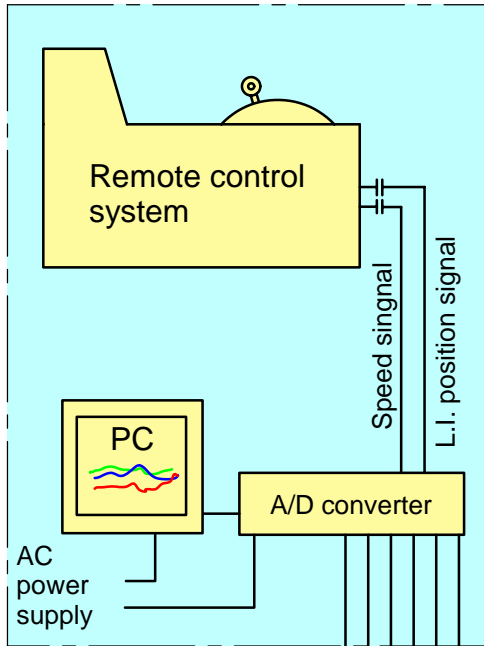 Remote control
system
Speed singnal
L.I. position signal
PC
A/D converter
AC
power
supply